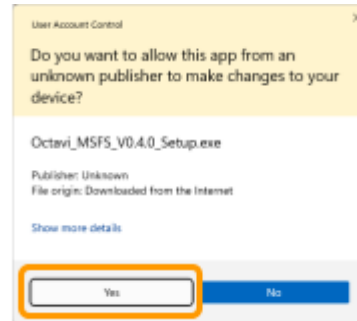 User Account Control
Do you want to allow this app from an
unknown publisher to make changes to your
device?
Octavi_MSFS_V0.4.0_Setup.exe
Publisher: Unknown
File origin: Downloaded from the Internet
Show more details
Yes
No